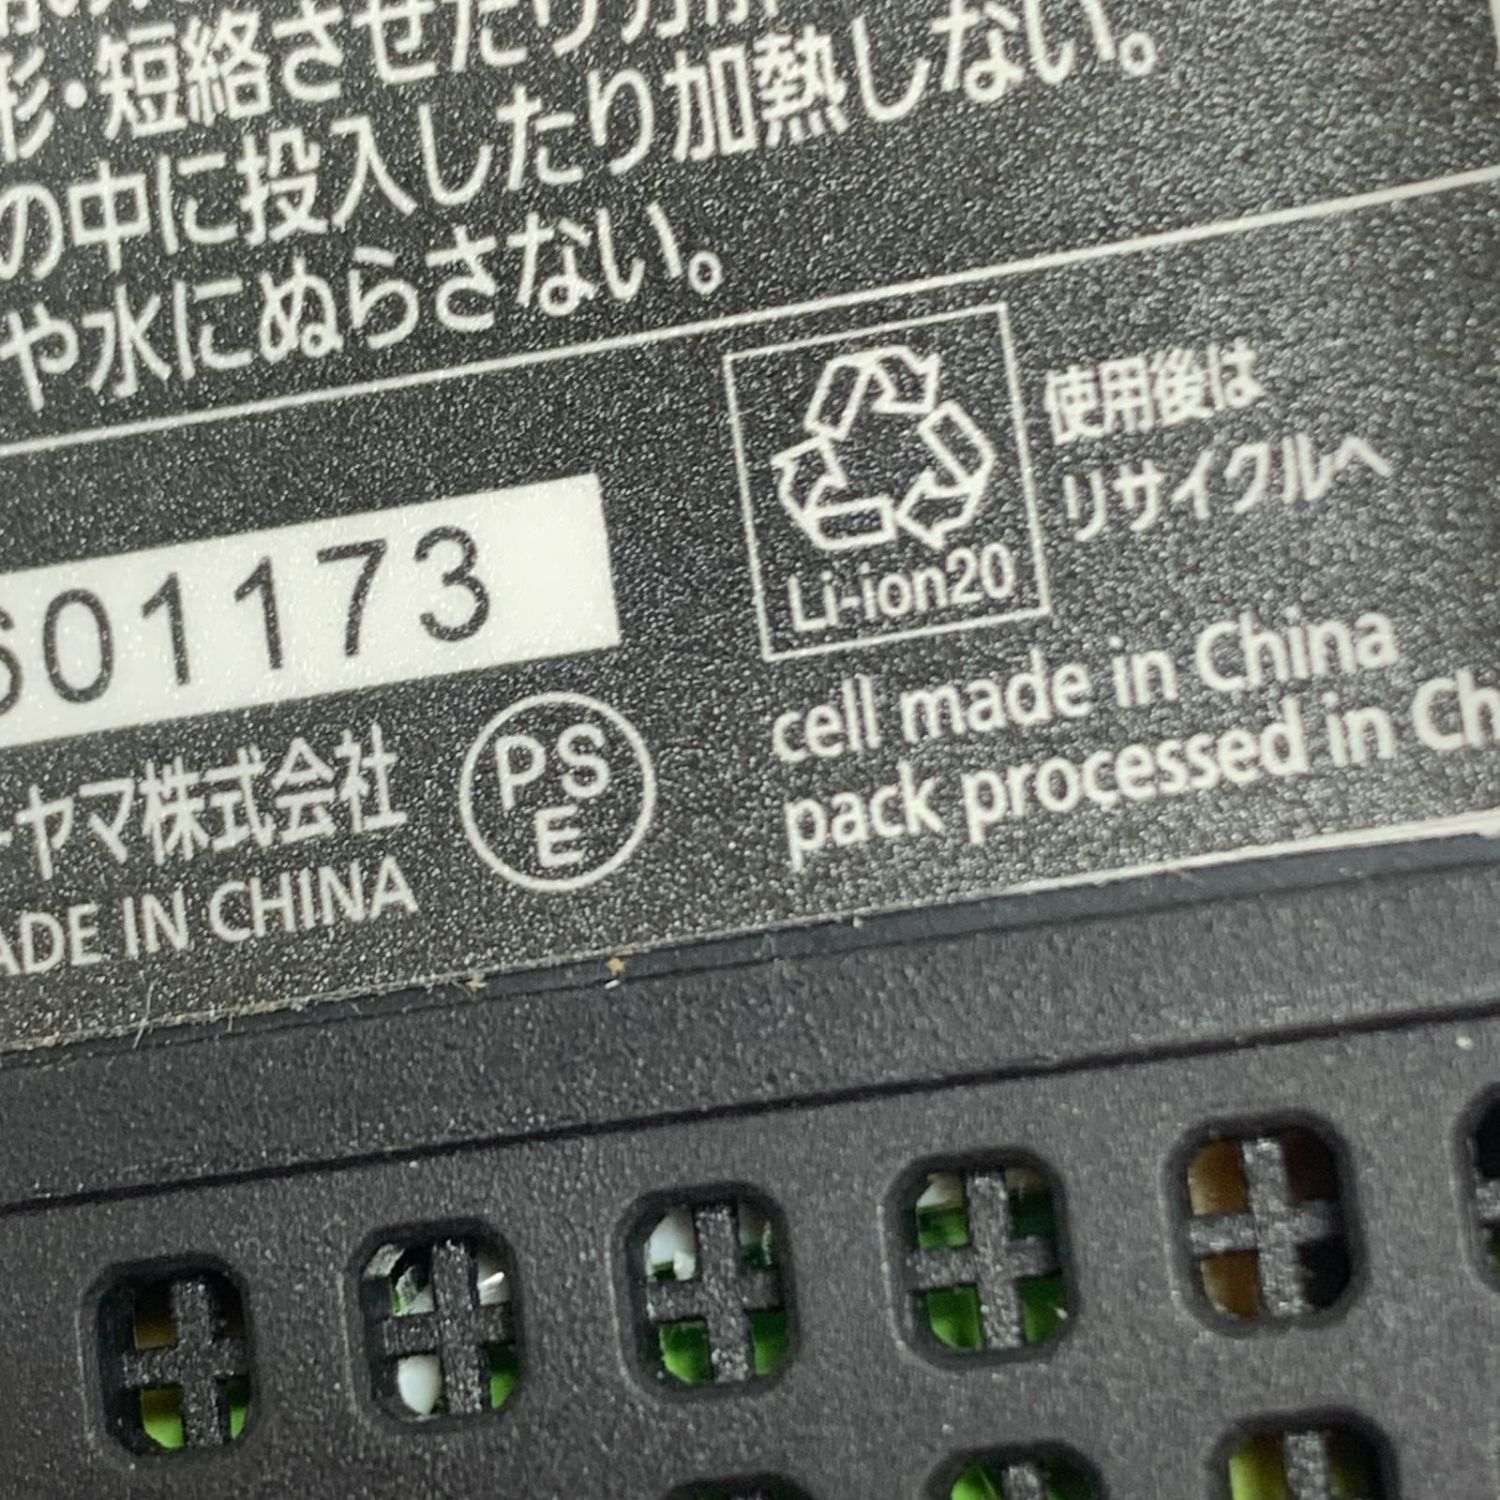 形・短絡させたり分解
の中に投入したり加熱しない。
や水にぬらさない。
使用後は
リサイクルへ
Li-ion20
601173
cell made in China
pack processed in Ch
ーヤマ株式会社
PS
E
ADE IN CHINA